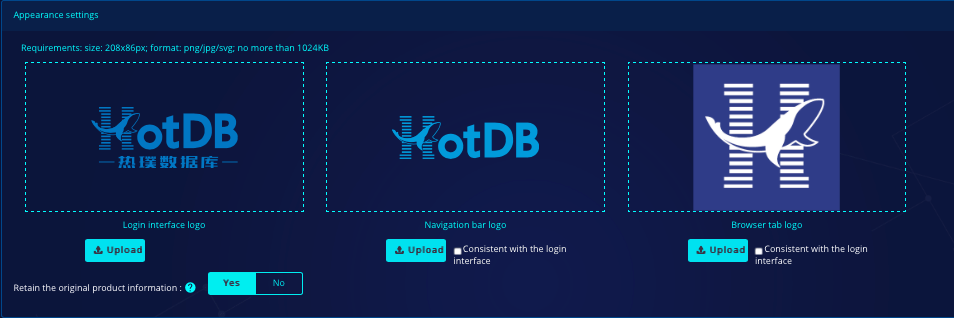 Appearance settings
Requirements: size: 208x86px; format: png/jpg/svg; no more than 1024KB
HotDB
热璞数据库
HotDB
H
Login interface logo
Navigation bar logo
Browser tab logo
Upload
Upload
Consistent with the login
interface
Upload
Consistent with the login
interface
Retain the original product information : ?
Yes
No